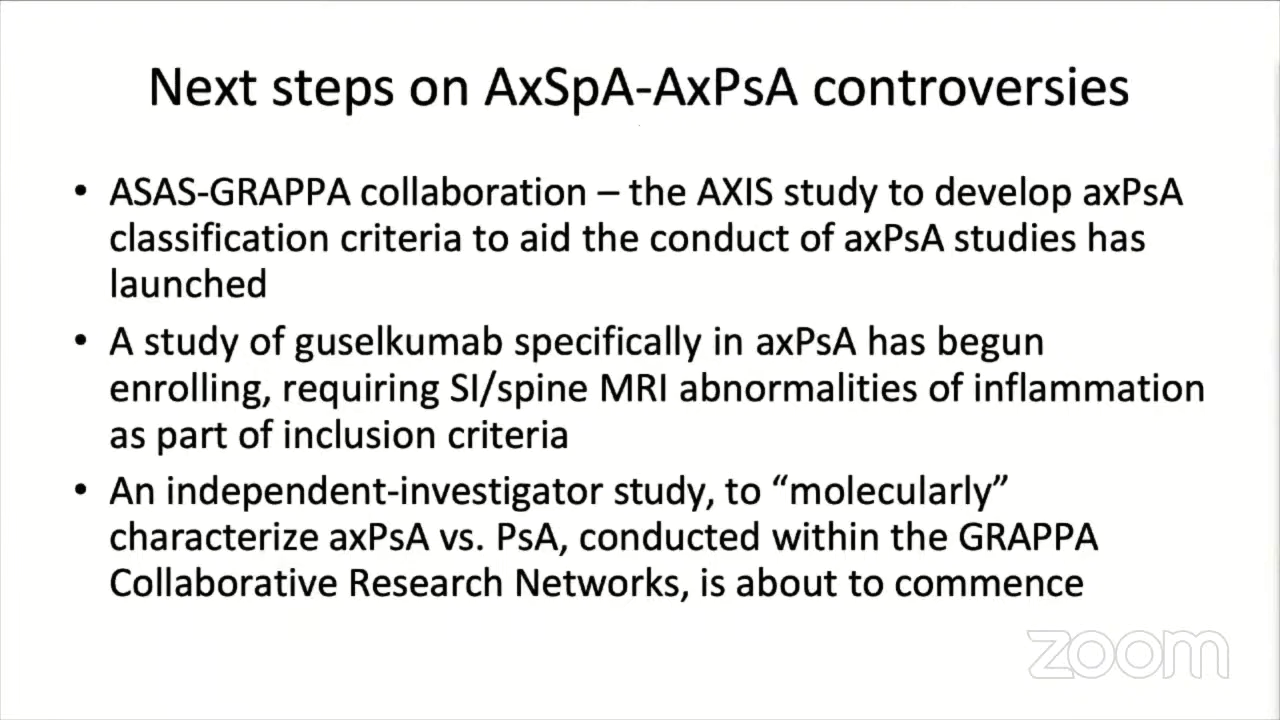 Next steps on AxSpA-AxPsA controversies
• ASAS-GRAPPA collaboration – the AXIS study to develop axPsA
classification criteria to aid the conduct of axPsA studies has
launched
• A study of guselkumab specifically in axPsA has begun
enrolling, requiring SI/spine MRI abnormalities of inflammation
as part of inclusion criteria
• An independent-investigator study, to “molecularly”
characterize axPsA vs. PsA, conducted within the GRAPPA
Collaborative Research Networks, is about to commence
zoom